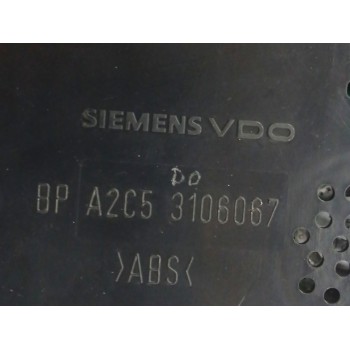 SIEMENS VDO
DO
BP A2C5 3106067
>ABS<